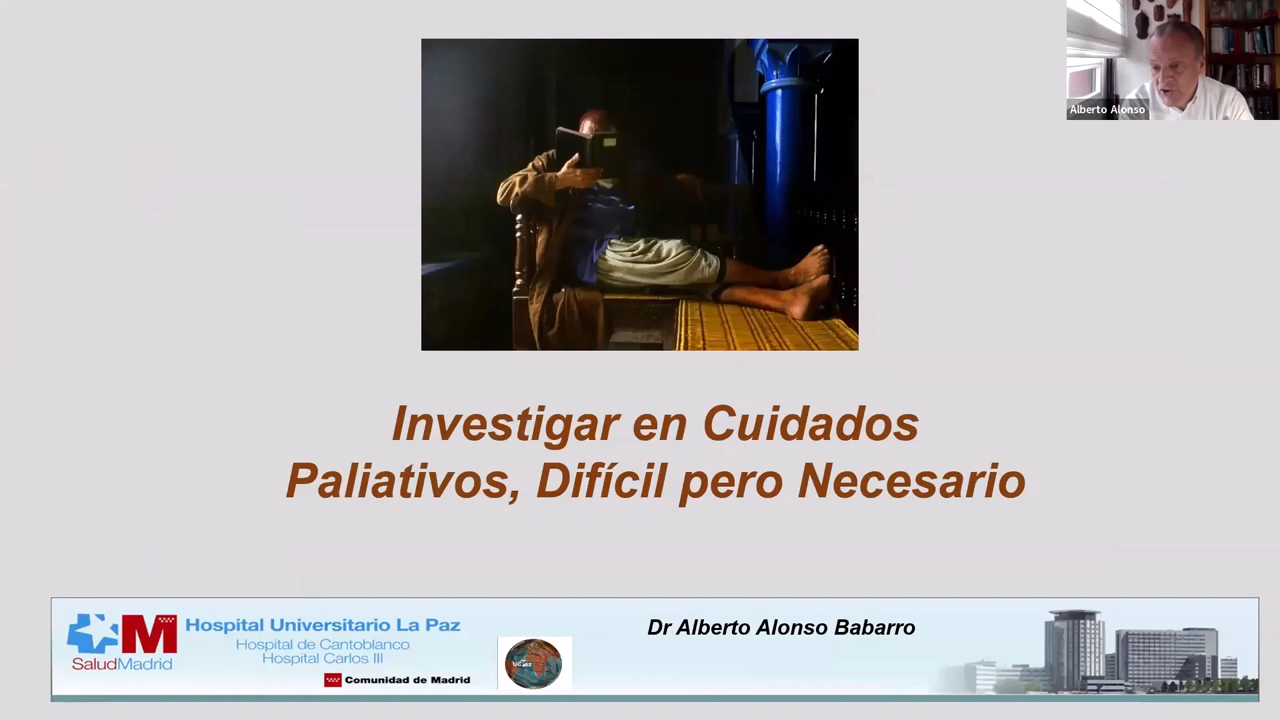 Alberto Alonso
Investigar en Cuidados
Paliativos, Difícil pero Necesario
SaludMadrid
Hospital Universitario La Paz
Hospital de Cantoblanco
Hospital Carlos III
Comunidad de Madrid
Dr Alberto Alonso Babarro